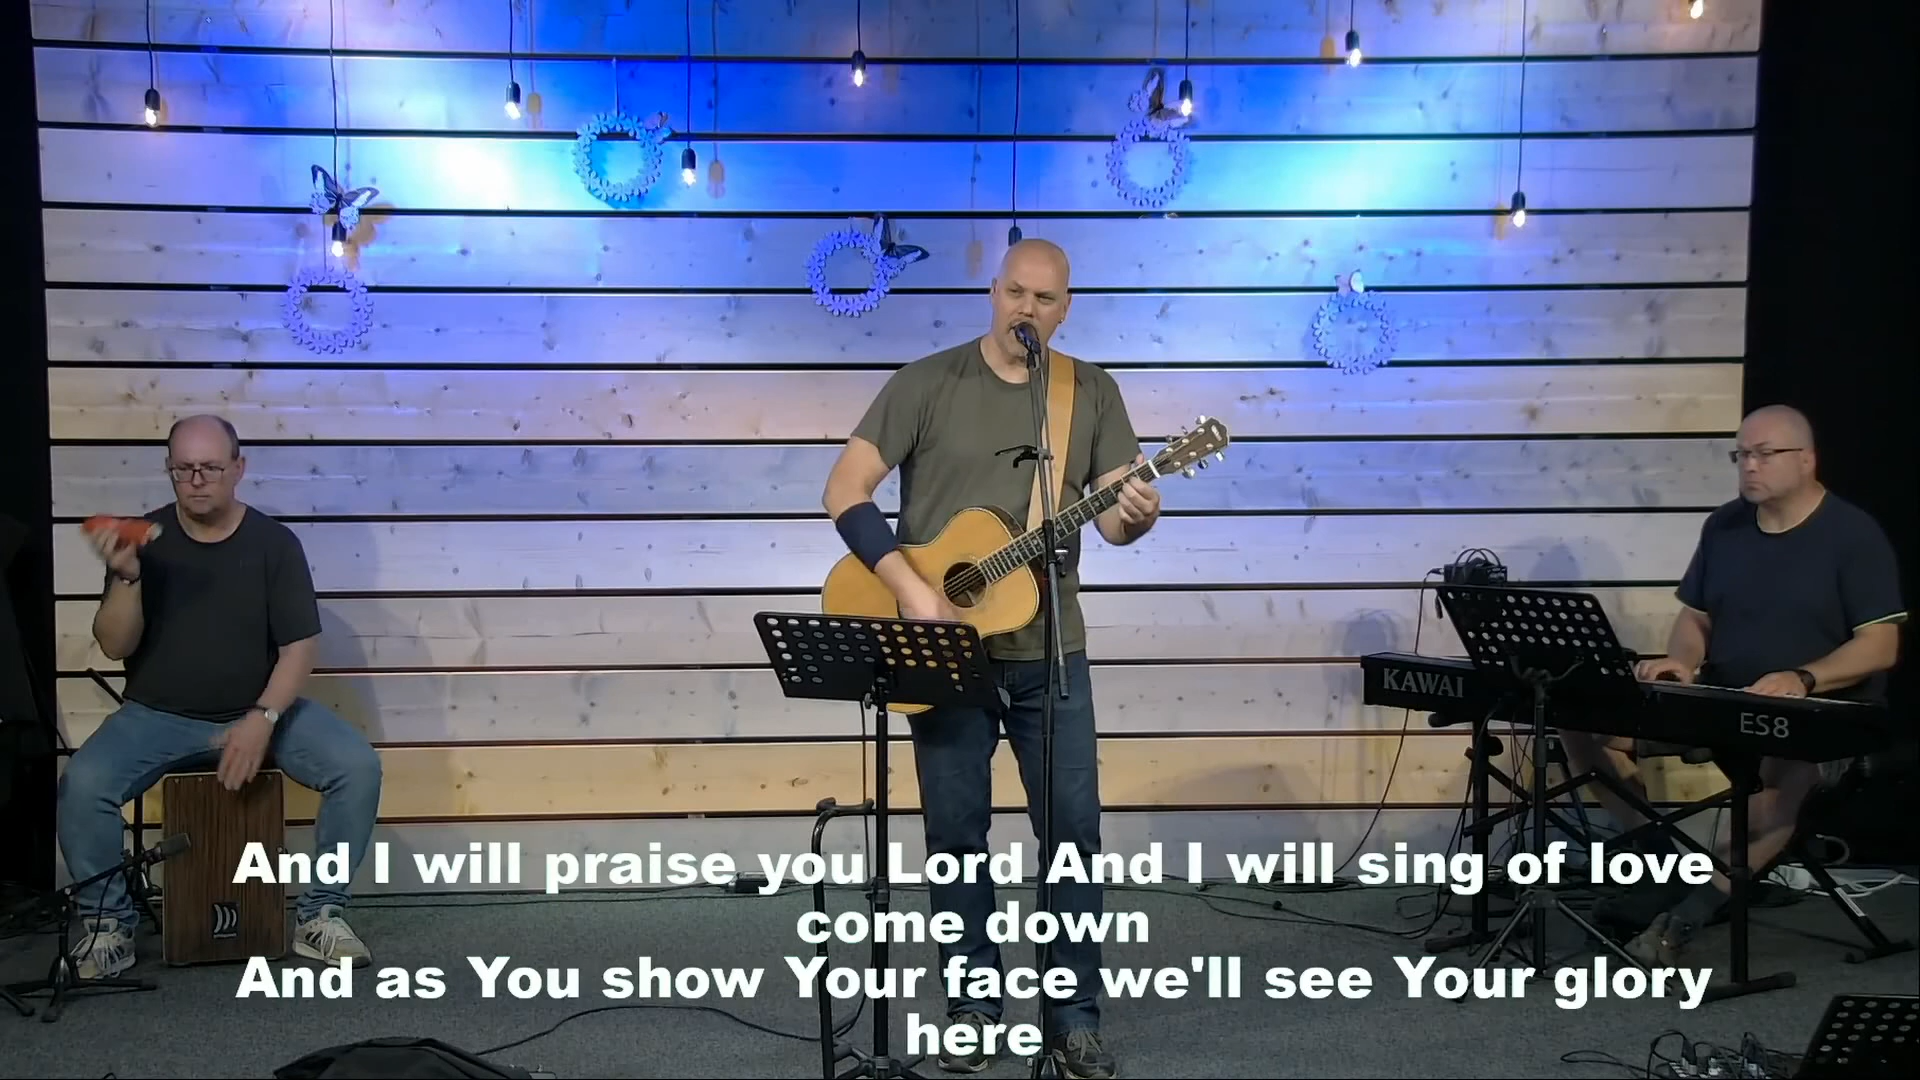 KAWAI
ES8
And I will praise you Lord And I will sing of love
come down
And as You show Your face we'll see Your glory
here